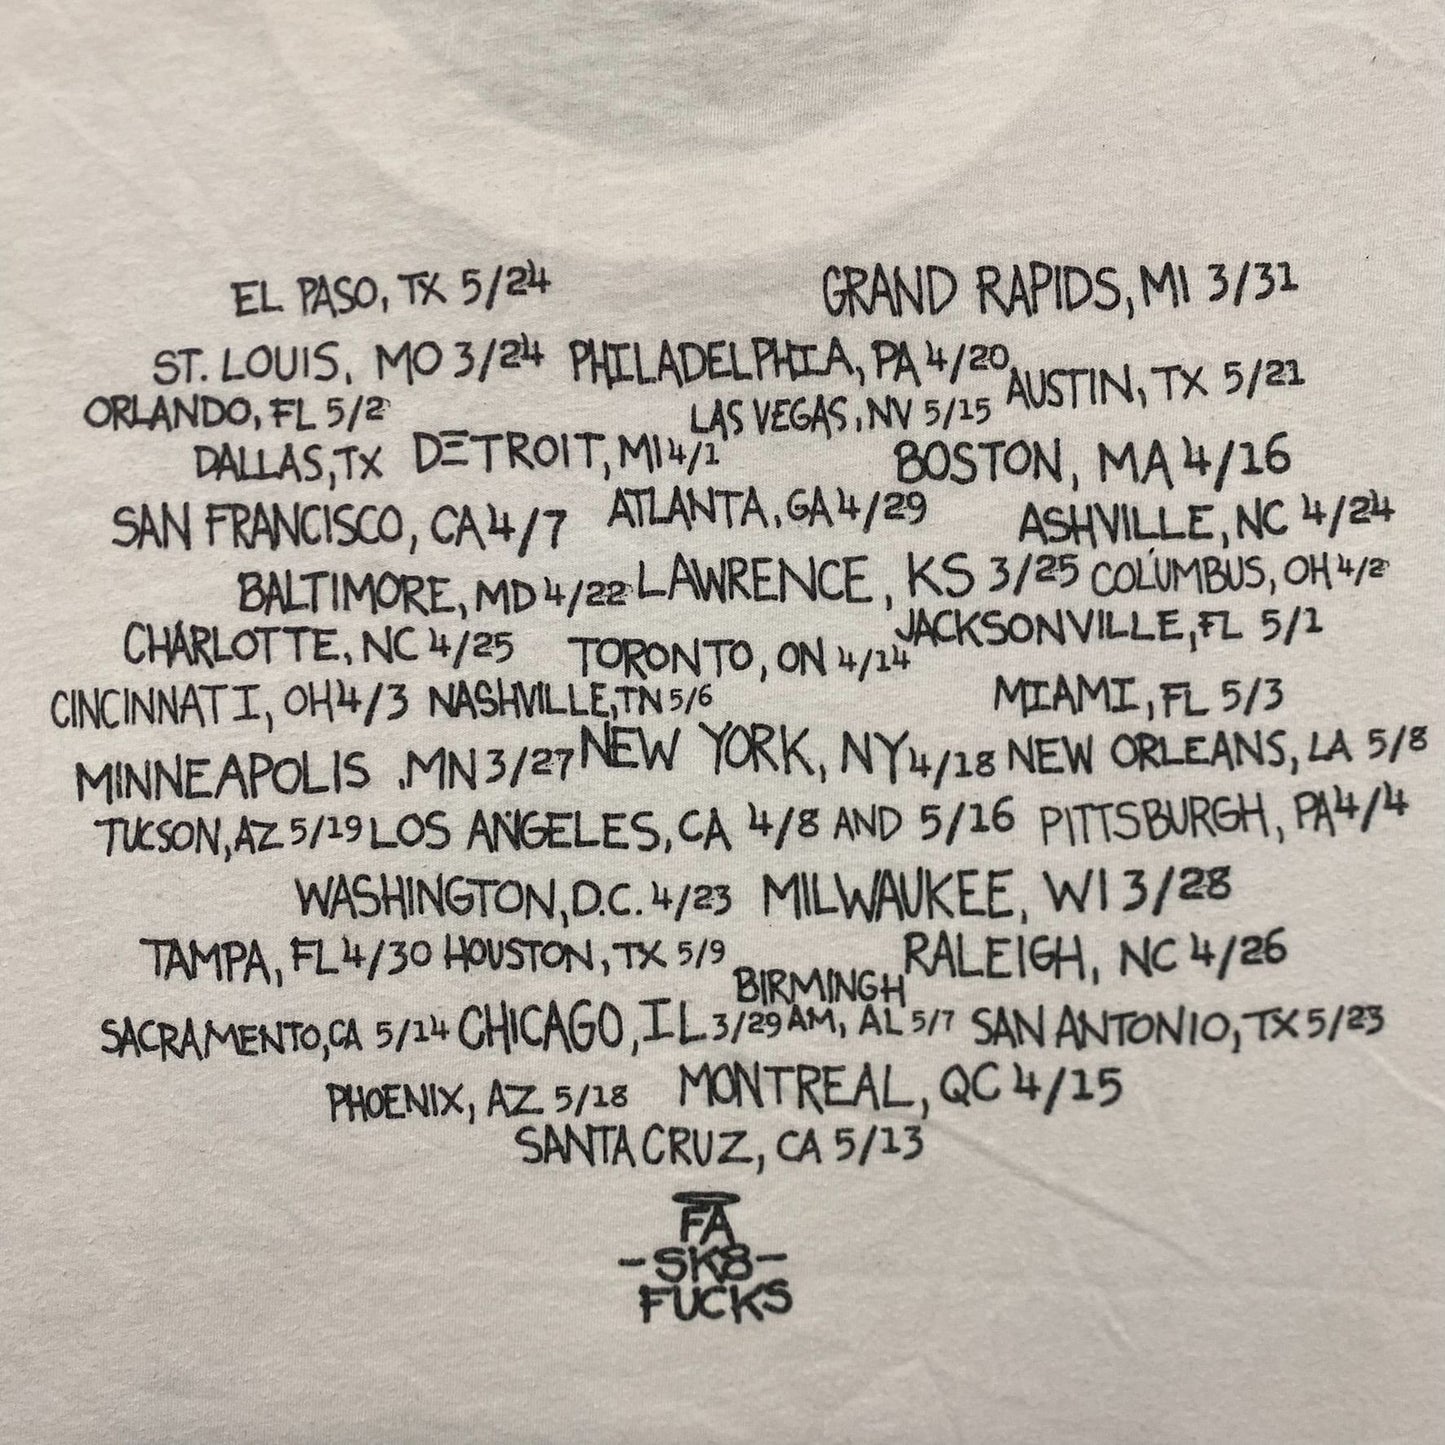 EL PASO, TX 5/24 GRAND RAPIDS, MI 3/31
ST. LOUIS, MO 3/24 PHILADELPHIA, PA 4/20 AUSTIN, TX 5/21
ORLANDO, FL 5/2 LAS VEGAS, NV 5/15
DALLAS, TX DETROIT, MI 4/1 BOSTON, MA 4/16
SAN FRANCISCO, CA 4/7 ATLANTA, GA 4/29 ASHVILLE, NC 4/24
BALTIMORE, MD 4/22 LAWRENCE, KS 3/25 COLUMBUS, OH 4/2
CHARLOTTE, NC 4/25 TORONTO, ON 4/14 JACKSONVILLE, FL 5/1
CINCINNATI, OH 4/3 NASHVILLE, TN 5/6 MIAMI, FL 5/3
MINNEAPOLIS .MN 3/27 NEW YORK, NY 4/18 NEW ORLEANS, LA 5/8
TUCSON, AZ 5/19 LOS ANGELES, CA 4/8 AND 5/16 PITTSBURGH, PA 4/4
WASHINGTON, D.C. 4/23 MILWAUKEE, WI 3/28
TAMPA, FL 4/30 HOUSTON, TX 5/9 RALEIGH, NC 4/26
BIRMINGH
SACRAMENTO, CA 5/14 CHICAGO, IL 3/29 AM, AL 5/7 SAN ANTONIO, TX 5/23
PHOENIX, AZ 5/18 MONTREAL, QC 4/15
SANTA CRUZ, CA 5/13
FA
-SK8-
FUCKS